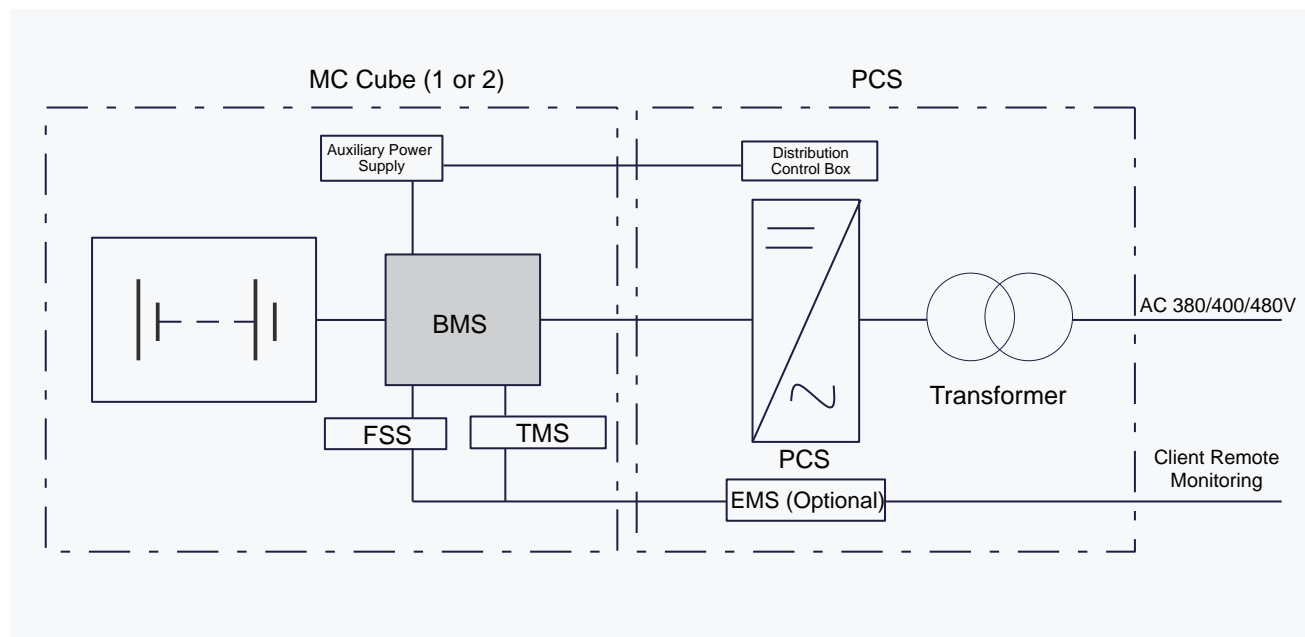 MC Cube (1 or 2)
PCS
Auxiliary Power
Supply
Distribution
Control Box
BMS
AC 380/400/480V
Transformer
FSS
TMS
PCS
Client Remote
Monitoring
EMS (Optional)